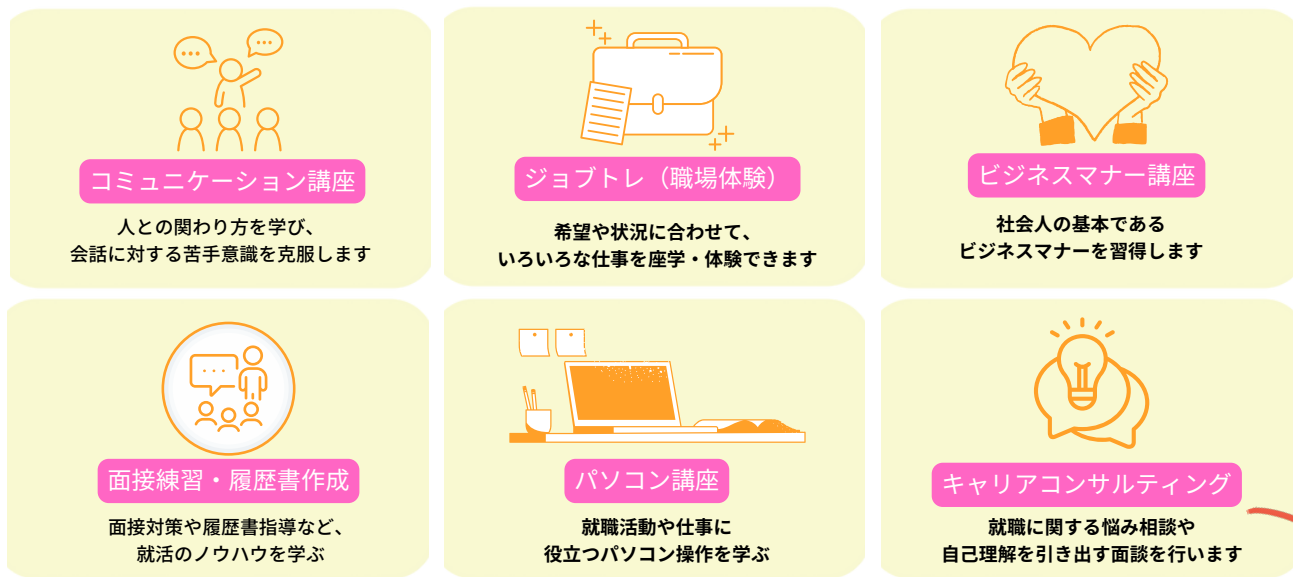 コミュニケーション講座
人との関わり方を学び、
会話に対する苦手意識を克服します
ジョブトレ（職場体験）
希望や状況に合わせて、
いろいろな仕事を座学・体験できます
ビジネスマナー講座
社会人の基本である
ビジネスマナーを習得します
面接練習・履歴書作成
面接対策や履歴書指導など、
就活のノウハウを学ぶ
パソコン講座
就職活動や仕事に
役立つパソコン操作を学ぶ
キャリアコンサルティング
就職に関する悩み相談や
自己理解を引き出す面談を行います